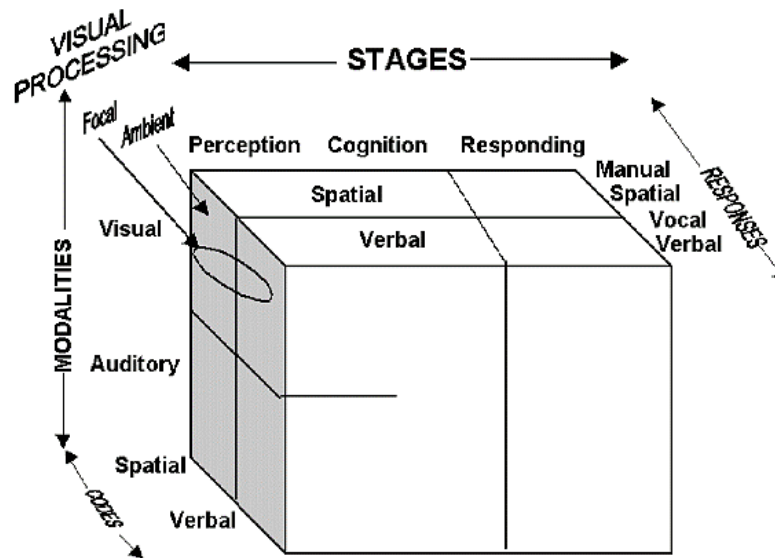 VISUAL
PROCESSING
STAGES
Focal
Ambient
Perception Cognition Responding
Spatial
Manual
Spatial
Vocal
Verbal
RESPONSES
Visual
Verbal
MODALITIES
Auditory
Spatial
Verbal
CODES